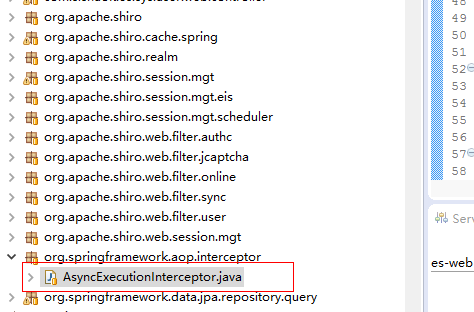 org.apache.shiro
org.apache.shiro.cache.spring
org.apache.shiro.realm
org.apache.shiro.session.mgt
org.apache.shiro.session.mgt.eis
org.apache.shiro.session.mgt.scheduler
org.apache.shiro.web.filter.authc
org.apache.shiro.web.filter.jcaptcha
org.apache.shiro.web.filter.online
org.apache.shiro.web.filter.sync
org.apache.shiro.web.filter.user
org.apache.shiro.web.session.mgt
org.springframework.aop.interceptor
AsyncExecutionInterceptor.java
org.springframework.data.jpa.repository.query
49
50
51
52
53
54
55
56
57
58
Serv
es-web